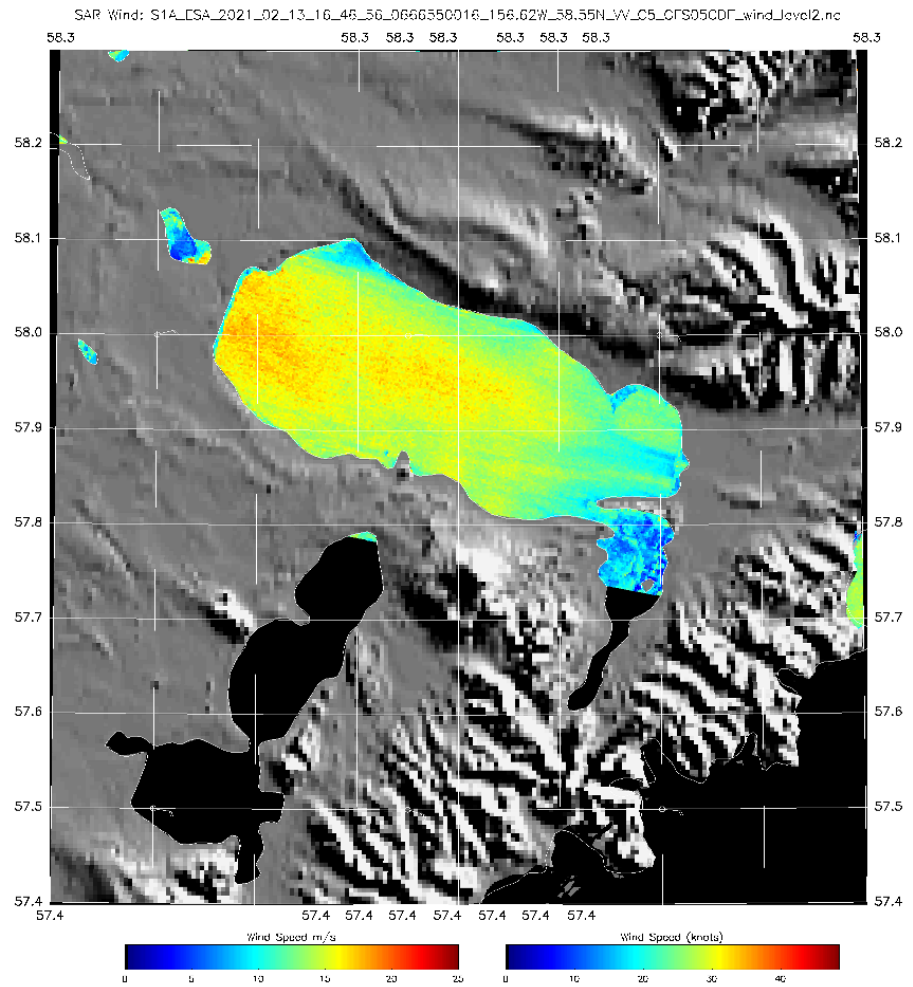 SAR Wind: S1A_ESA_2021_02_13_16_46_56_0666550016_156.62W_58.55N_VV_C5_GFS05CDF_wind_level2.nc
58.3 58.3 58.3 58.3 58.3 58.3 58.3 58.3
58.2 58.2
58.1 58.1
58.0 58.0
57.9 57.9
57.8 57.8
57.7 57.7
57.6 57.6
57.5 57.5
57.4 57.4
57.4 57.4 57.4 57.4 57.4 57.4 57.4 57.4
Wind Speed m/s Wind Speed (knots)
0 5 10 15 20 25 0 10 20 30 40